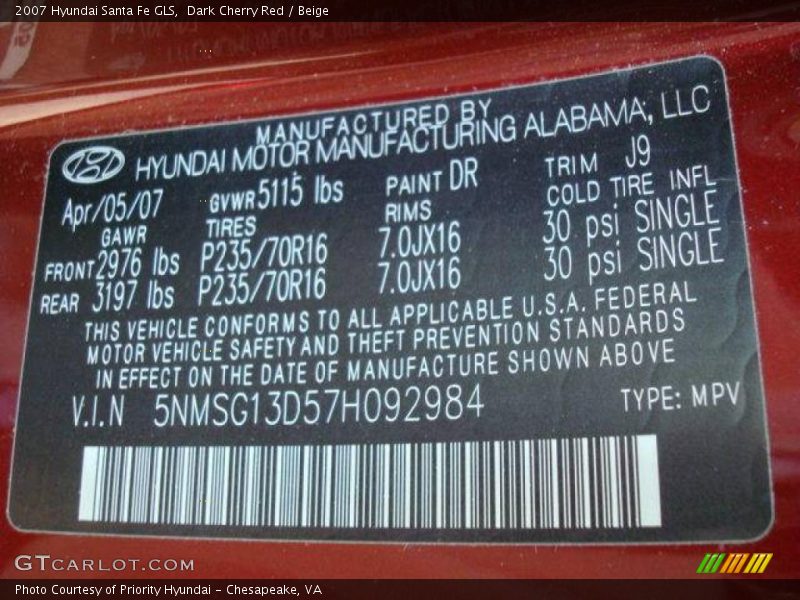 2007 Hyundai Santa Fe GLS,  Dark Cherry Red / Beige
MANUFACTURED BY
HYUNDAI MOTOR MANUFACTURING ALABAMA, LLC
Apr/05/07 GVWR 5115 lbs PAINT DR TRIM J9
GAWR TIRES RIMS COLD TIRE INFL
FRONT 2976 lbs P235/70R16 7.0JX16 30 psi SINGLE
REAR 3197 lbs P235/70R16 7.0JX16 30 psi SINGLE
THIS VEHICLE CONFORMS TO ALL APPLICABLE U.S.A. FEDERAL
MOTOR VEHICLE SAFETY AND THEFT PREVENTION STANDARDS
IN EFFECT ON THE DATE OF MANUFACTURE SHOWN ABOVE
V.I.N 5NMSG13D57H092984 TYPE: MPV
GTCARLOT.COM
Photo Courtesy of Priority Hyundai - Chesapeake, VA